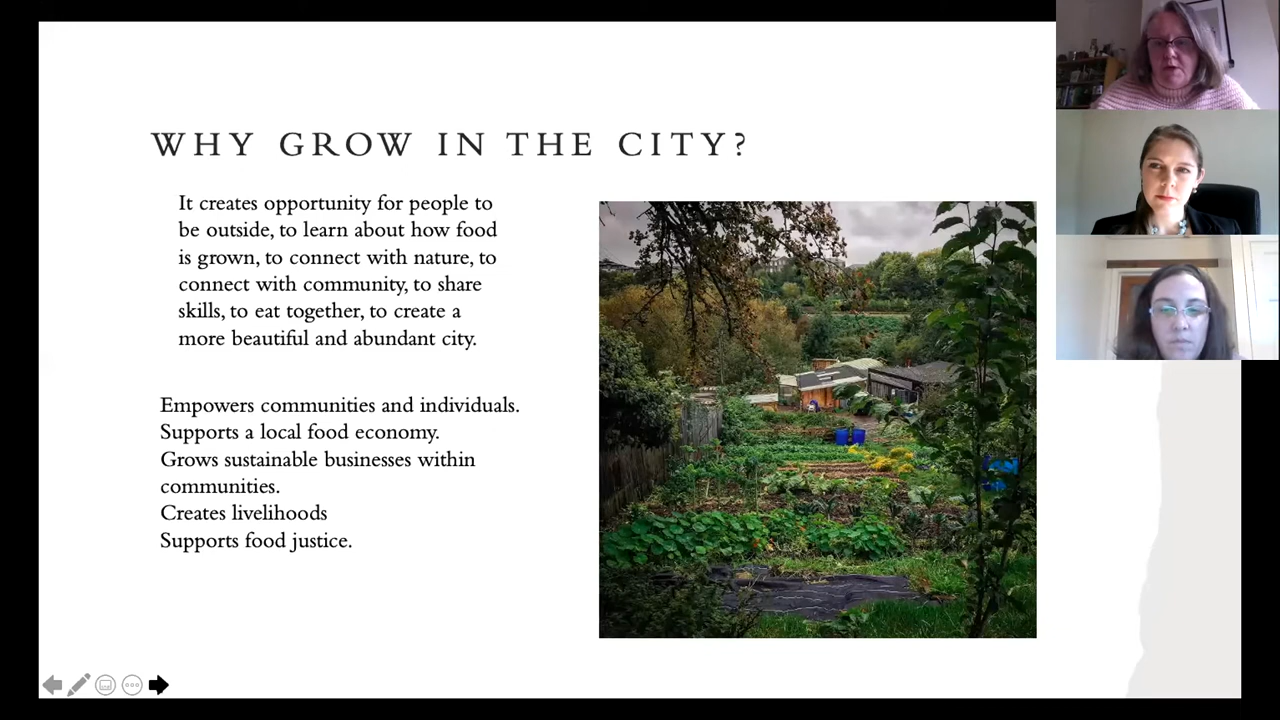 WHY GROW IN THE CITY?
It creates opportunity for people to
be outside, to learn about how food
is grown, to connect with nature, to
connect with community, to share
skills, to eat together, to create a
more beautiful and abundant city.
Empowers communities and individuals.
Supports a local food economy.
Grows sustainable businesses within
communities.
Creates livelihoods
Supports food justice.